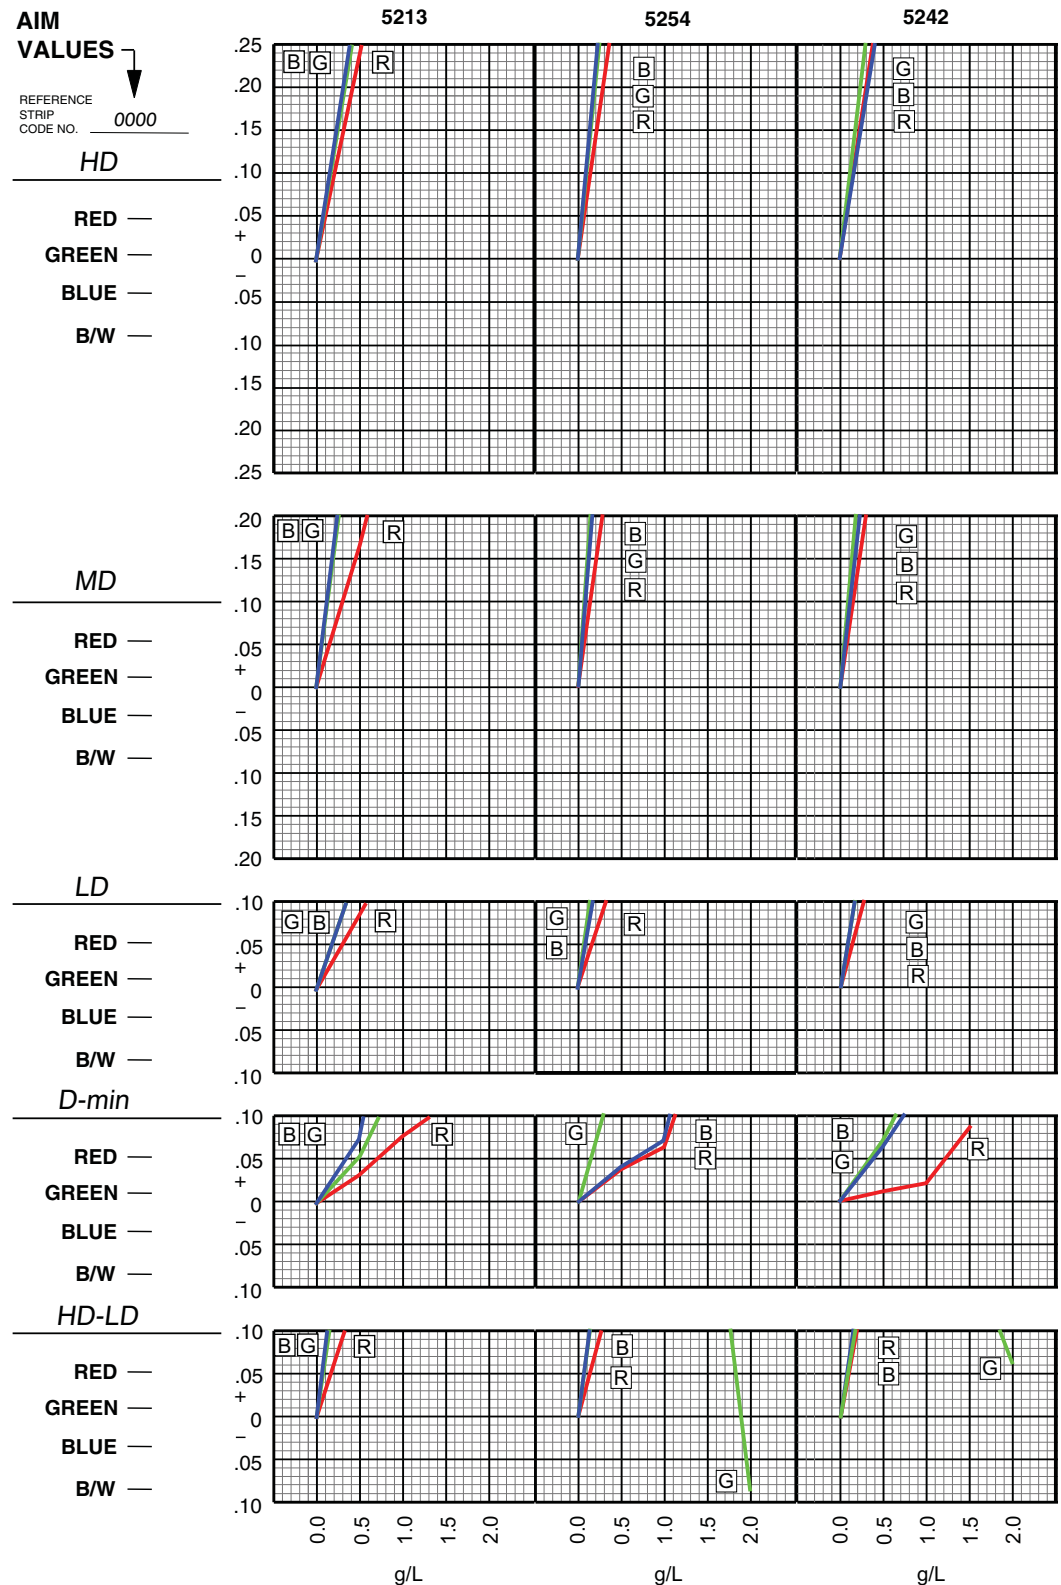 AIM
VALUES
REFERENCE
STRIP
CODE NO. 0000
5213 5254 5242
HD
RED
GREEN
BLUE
B/W
.25
.20
.15
.10
.05
+
0
−
.05
.10
.15
.20
.25
B G R
B
G
R
G
B
R
MD
RED
GREEN
BLUE
B/W
.20
.15
.10
.05
+
0
−
.05
.10
.15
.20
B G R
B
G
R
G
B
R
LD
RED
GREEN
BLUE
B/W
.10
.05
+
0
−
.05
.10
G B R
G
B
R
G
B
R
D-min
RED
GREEN
BLUE
B/W
.10
.05
+
0
−
.05
.10
B G R
G
B
R
B
G
R
HD-LD
RED
GREEN
BLUE
B/W
.10
.05
+
0
−
.05
.10
B G R
B
R
G
R
B
G
0.0 0.5 1.0 1.5 2.0
0.0 0.5 1.0 1.5 2.0
0.0 0.5 1.0 1.5 2.0
g/L g/L g/L